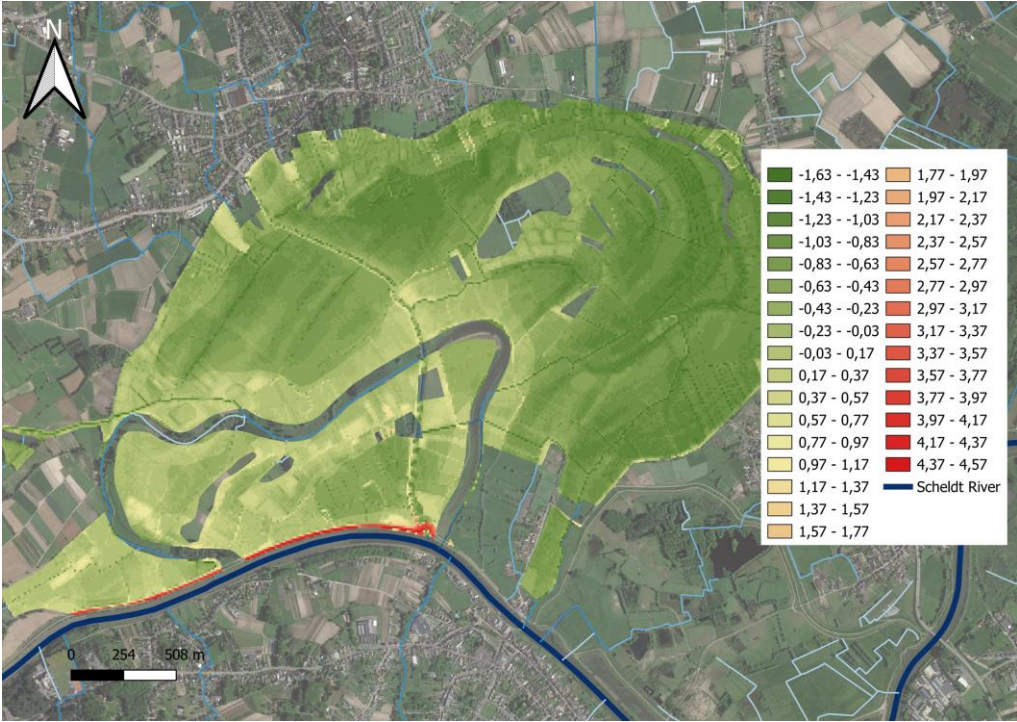 N
-1,63 - -1,43
-1,43 - -1,23
-1,23 - -1,03
-1,03 - -0,83
-0,83 - -0,63
-0,63 - -0,43
-0,43 - -0,23
-0,23 - -0,03
-0,03 - 0,17
0,17 - 0,37
0,37 - 0,57
0,57 - 0,77
0,77 - 0,97
0,97 - 1,17
1,17 - 1,37
1,37 - 1,57
1,57 - 1,77
1,77 - 1,97
1,97 - 2,17
2,17 - 2,37
2,37 - 2,57
2,57 - 2,77
2,77 - 2,97
2,97 - 3,17
3,17 - 3,37
3,37 - 3,57
3,57 - 3,77
3,77 - 3,97
3,97 - 4,17
4,17 - 4,37
4,37 - 4,57
Scheldt River
0 254 508 m